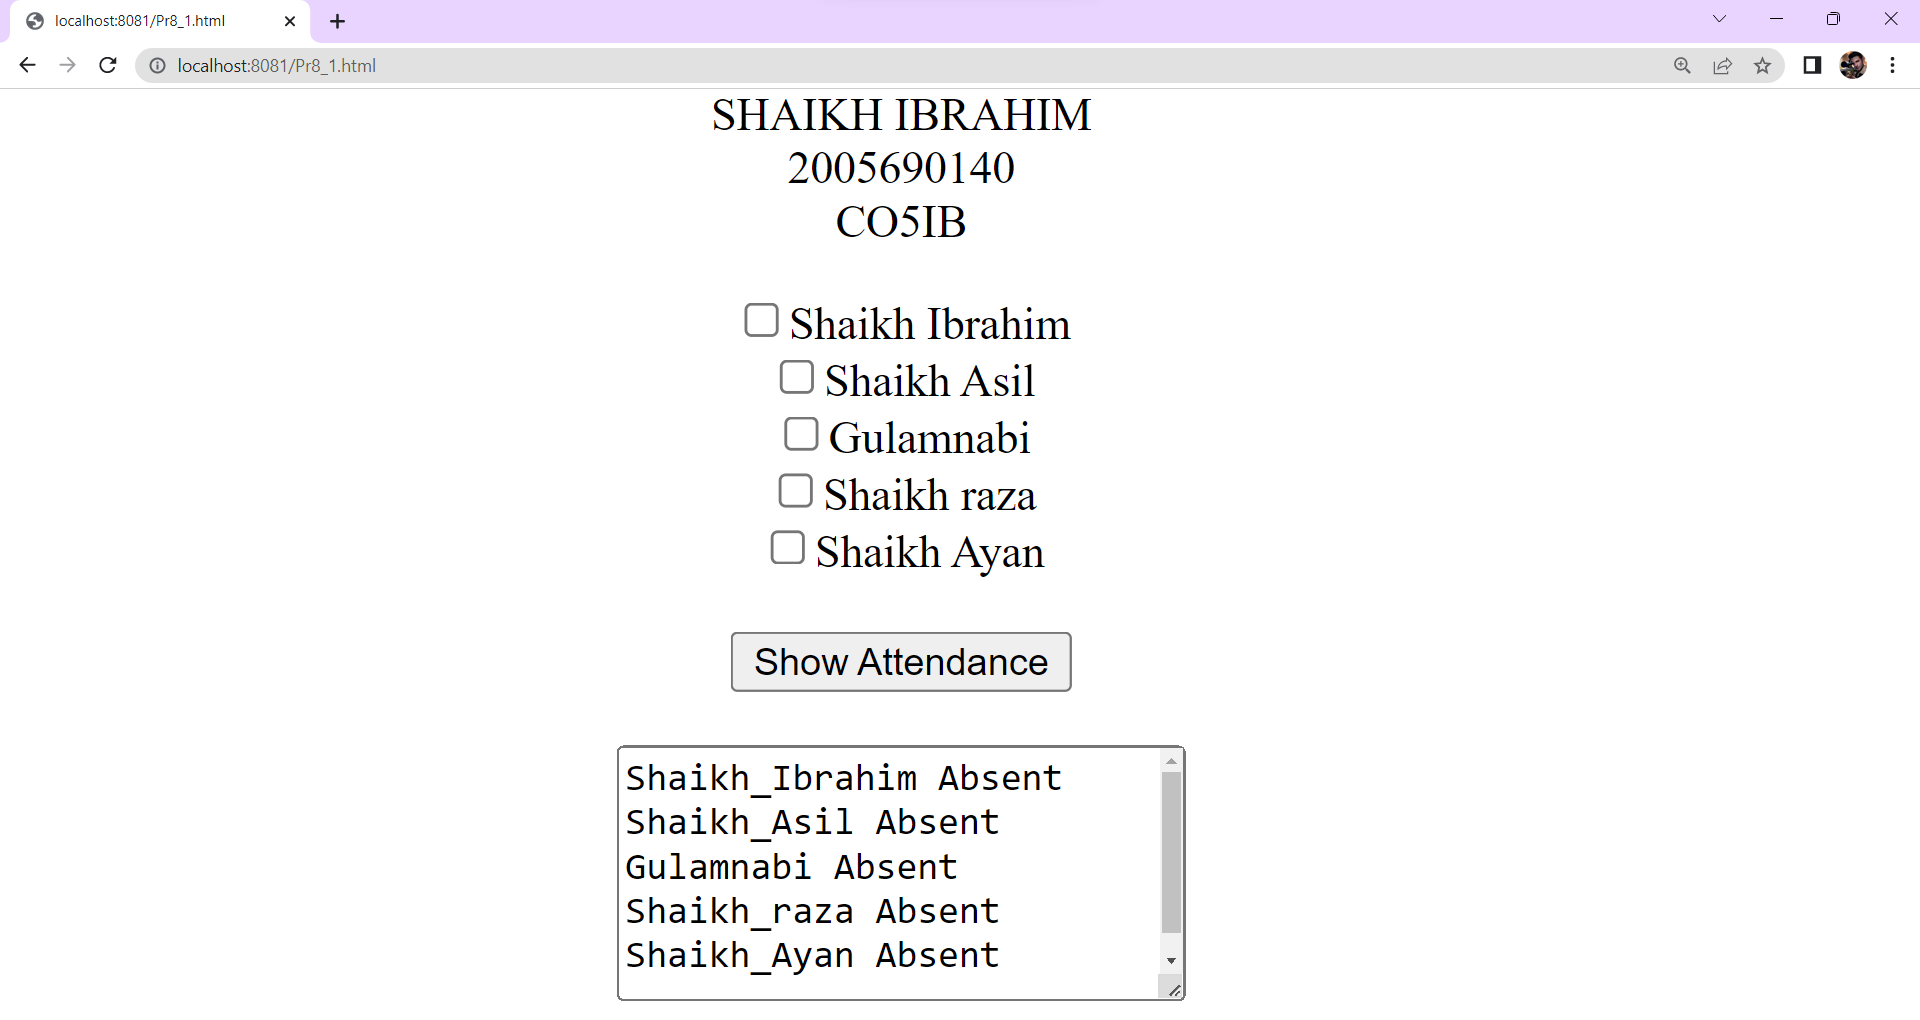 localhost:8081/Pr8_1.html
localhost:8081/Pr8_1.html
SHAIKH IBRAHIM
2005690140
CO5IB
Shaikh Ibrahim
Shaikh Asil
Gulamnabi
Shaikh raza
Shaikh Ayan
Show Attendance
Shaikh_Ibrahim Absent
Shaikh_Asil Absent
Gulamnabi Absent
Shaikh_raza Absent
Shaikh_Ayan Absent